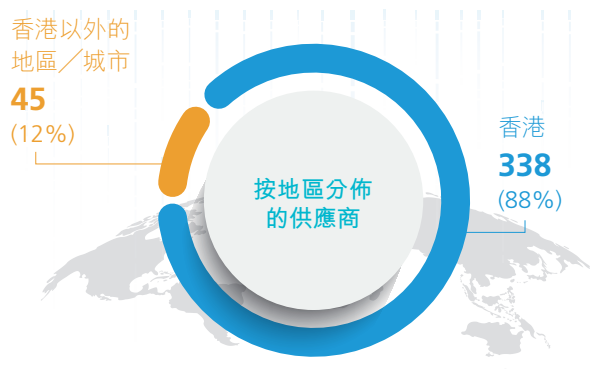 香港以外的
地區／城市
45
(12%)
香港
338
(88%)
按地區分佈
的供應商